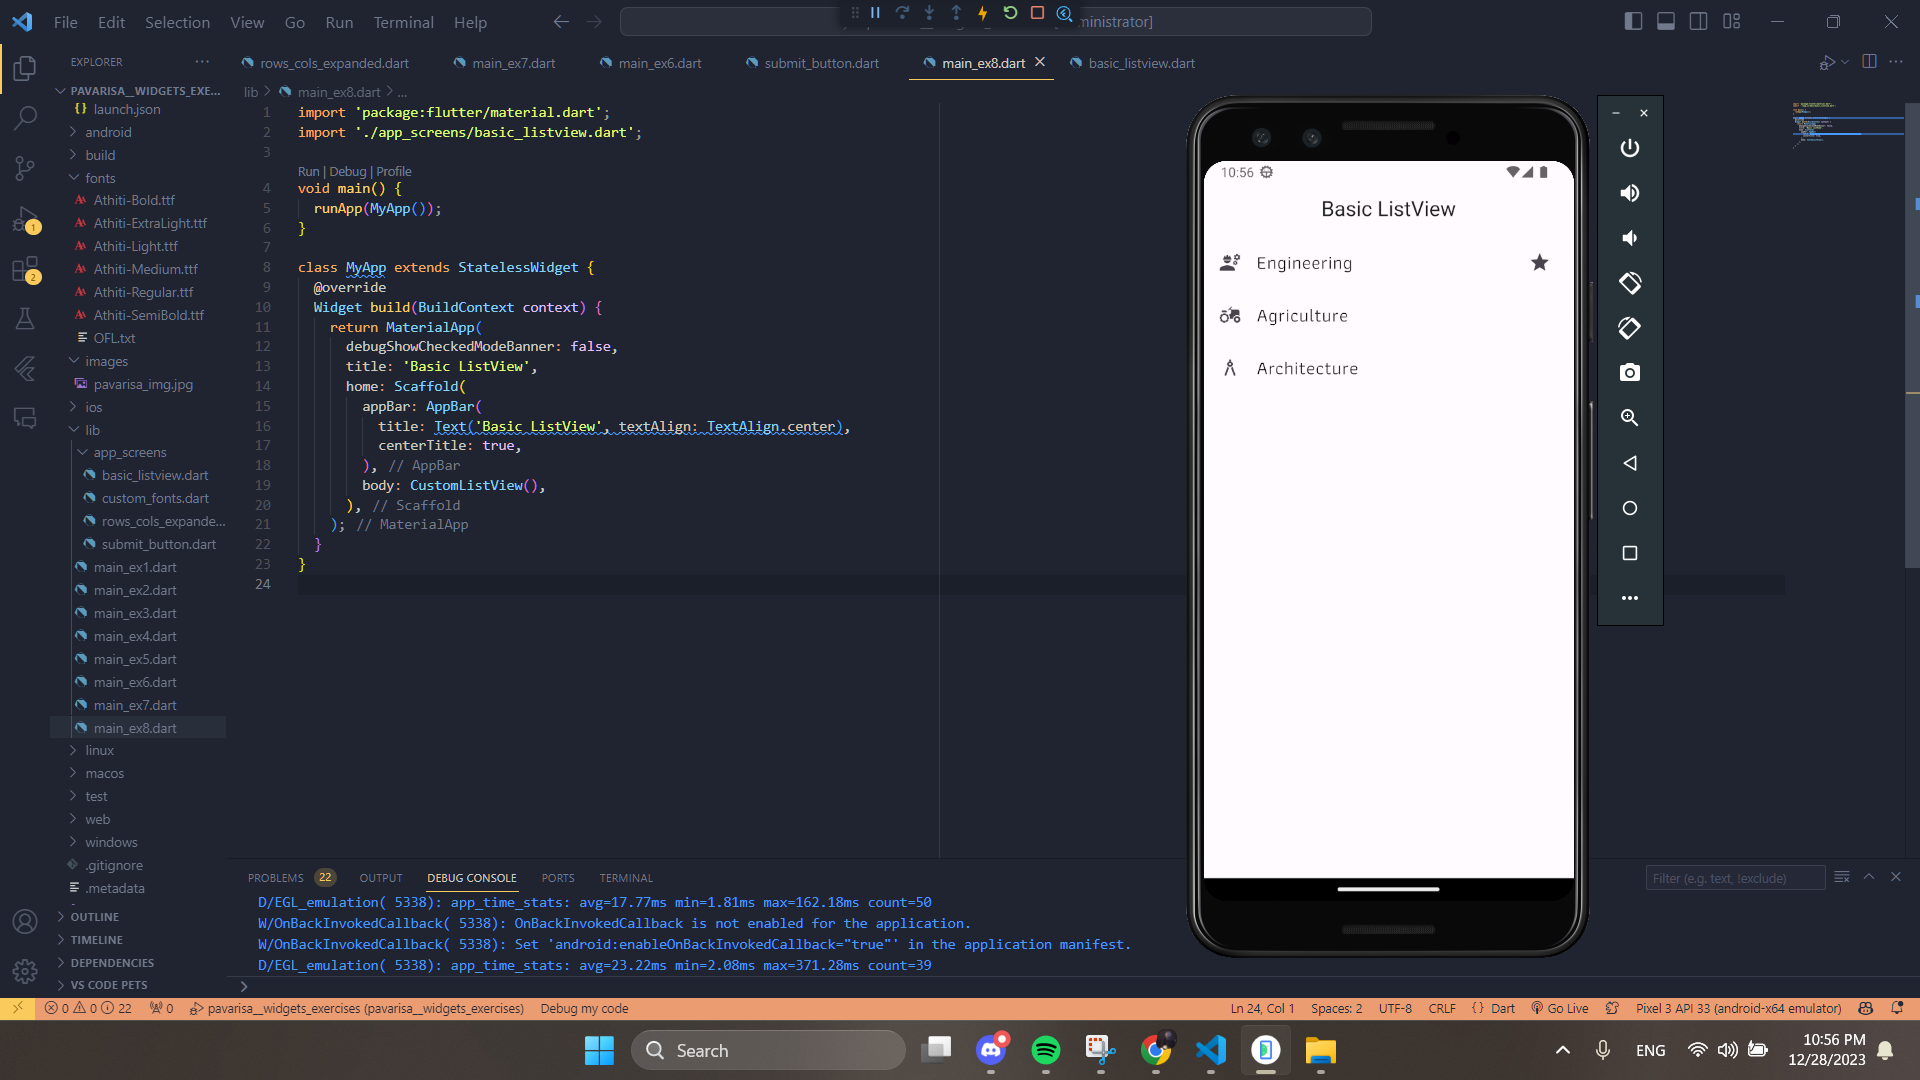 File Edit Selection View Go Run Terminal Help
ministrator]
EXPLORER
rows_cols_expanded.dart
main_ex7.dart
main_ex6.dart
submit_button.dart
main_ex8.dart
basic_listview.dart
PAVARISA__WIDGETS_EXE...
launch.json
android
build
fonts
Athiti-Bold.ttf
Athiti-ExtraLight.ttf
Athiti-Light.ttf
Athiti-Medium.ttf
Athiti-Regular.ttf
Athiti-SemiBold.ttf
OFL.txt
images
pavarisa_img.jpg
ios
lib
app_screens
basic_listview.dart
custom_fonts.dart
rows_cols_expande...
submit_button.dart
main_ex1.dart
main_ex2.dart
main_ex3.dart
main_ex4.dart
main_ex5.dart
main_ex6.dart
main_ex7.dart
main_ex8.dart
linux
macos
test
web
windows
.gitignore
.metadata
OUTLINE
TIMELINE
DEPENDENCIES
VS CODE PETS
1
2
lib > main_ex8.dart > ...
1 import 'package:flutter/material.dart';
2 import './app_screens/basic_listview.dart';
3
Run | Debug | Profile
4 void main() {
5 runApp(MyApp());
6 }
7
8 class MyApp extends StatelessWidget {
9 @override
10 Widget build(BuildContext context) {
11 return MaterialApp(
12 debugShowCheckedModeBanner: false,
13 title: 'Basic ListView',
14 home: Scaffold(
15 appBar: AppBar(
16 title: Text('Basic ListView', textAlign: TextAlign.center),
17 centerTitle: true,
18 ), // AppBar
19 body: CustomListView(),
20 ), // Scaffold
21 ); // MaterialApp
22 }
23 }
24
10:56
Basic ListView
Engineering
Agriculture
Architecture
PROBLEMS 22 OUTPUT DEBUG CONSOLE PORTS TERMINAL
Filter (e.g. text, !exclude)
D/EGL_emulation( 5338): app_time_stats: avg=17.77ms min=1.81ms max=162.18ms count=50
W/OnBackInvokedCallback( 5338): OnBackInvokedCallback is not enabled for the application.
W/OnBackInvokedCallback( 5338): Set 'android:enableOnBackInvokedCallback="true"' in the application manifest.
D/EGL_emulation( 5338): app_time_stats: avg=23.22ms min=2.08ms max=371.28ms count=39
0 0 22 0 pavarisa__widgets_exercises (pavarisa__widgets_exercises) Debug my code
Ln 24, Col 1 Spaces: 2 UTF-8 CRLF { } Dart Go Live Pixel 3 API 33 (android-x64 emulator)
Search
ENG
10:56 PM
12/28/2023